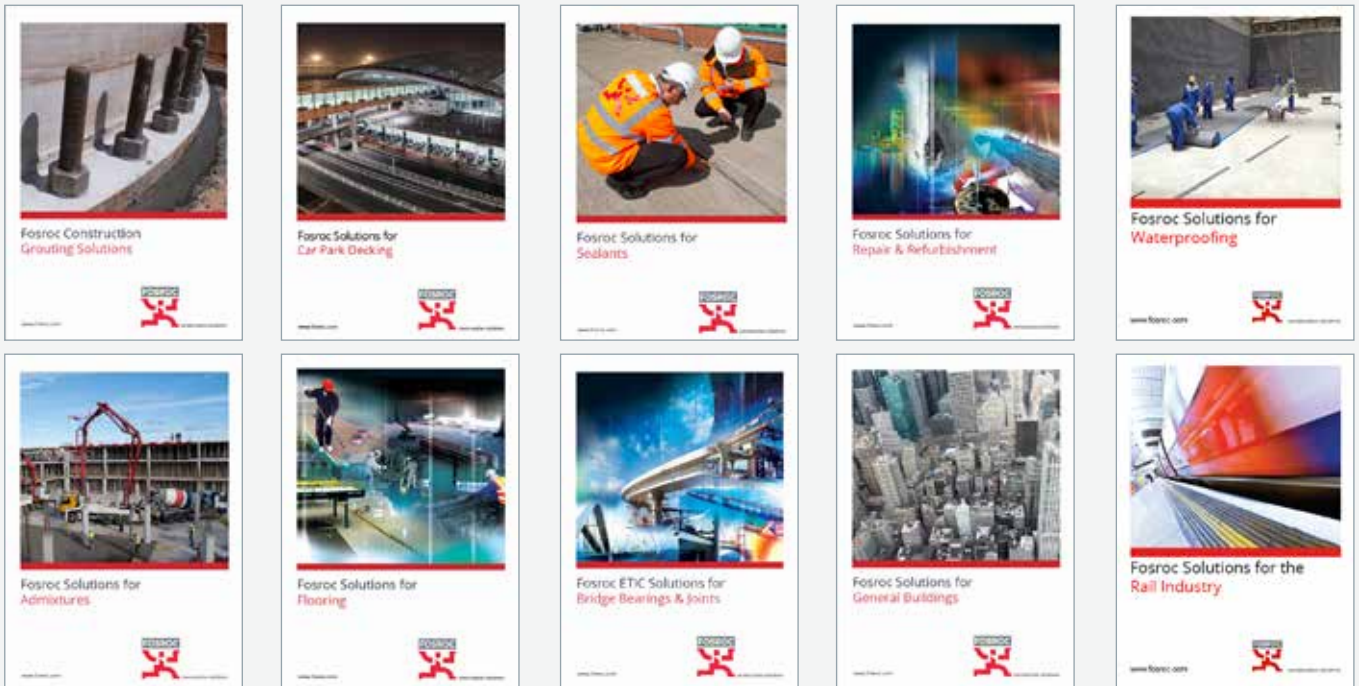 Fosroc Construction
Grouting Solutions
FOSROC
Fosroc Solutions for
Car Park Decking
FOSROC
Fosroc Solutions for
Sealants
FOSROC
Fosroc Solutions for
Repair & Refurbishment
FOSROC
Fosroc Solutions for
Waterproofing
FOSROC
www.fosroc.com
Fosroc Solutions for
Admixtures
FOSROC
Fosroc Solutions for
Flooring
FOSROC
Fosroc ETIC Solutions for
Bridge Bearings & Joints
FOSROC
Fosroc Solutions for
General Buildings
FOSROC
Fosroc Solutions for the
Rail Industry
FOSROC
www.fosroc.com